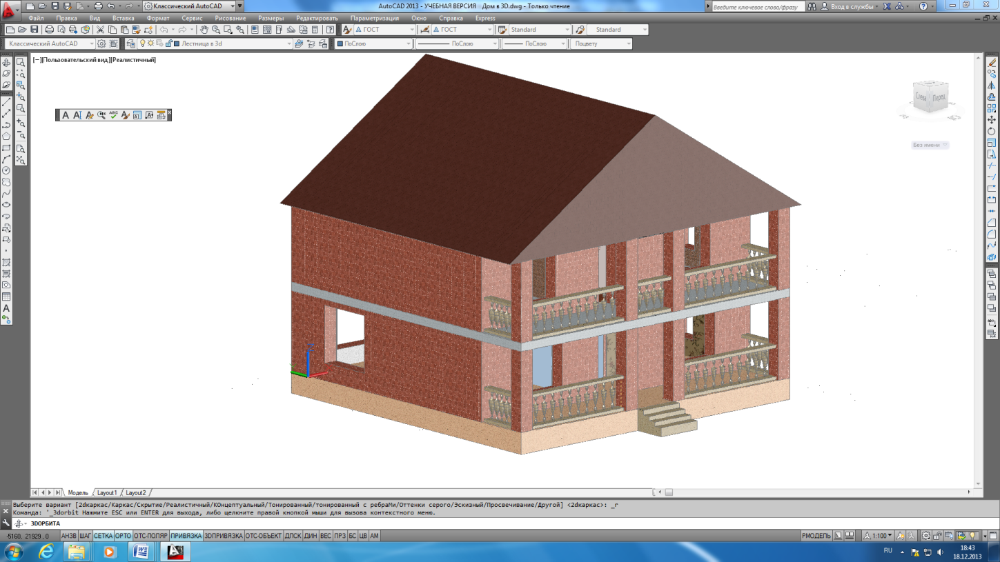 Классический AutoCAD
AutoCAD 2013 - УЧЕБНАЯ ВЕРСИЯ Дом в 3D.dwg - Только чтение
Введите ключевое слово/фразу
Вход в службы
Файл Правка Вид Вставка Формат Сервис Рисование Размеры Редактировать Параметризация Окно Справка Express
ГОСТ ГОСТ Standard Standard
Классический AutoCAD Лестница в 3d ПоСлою ПоСлою ПоСлою Поцвету
[−][Пользовательский вид][Реалистичный]
Слева Перед
Без имени
Модель Layout1 Layout2
Выберите вариант [2dкаркас/Каркас/Скрытие/Реалистичный/КОнцептуальный/Тонированный/тонированный с ребраМи/Оттенки серого/Эскизный/Просвечивание/Другой] <2dкаркас>: _r
Команда: '_3dorbit Нажмите ESC или ENTER для выхода, либо щелкните правой кнопкой мыши для вызова контекстного меню.
3DОРБИТА
-5160, 21929 , 0 АНЗВ ШАГ СЕТКА ОРТО ОТС-ПОЛЯР ПРИВЯЗКА 3DПРИВЯЗКА ОТС-ОБЪЕКТ ДПСК ДИН ВЕС ПРЗ БС ЦВ АМ РМОДЕЛЬ 1:100
RU 18:43
18.12.2013